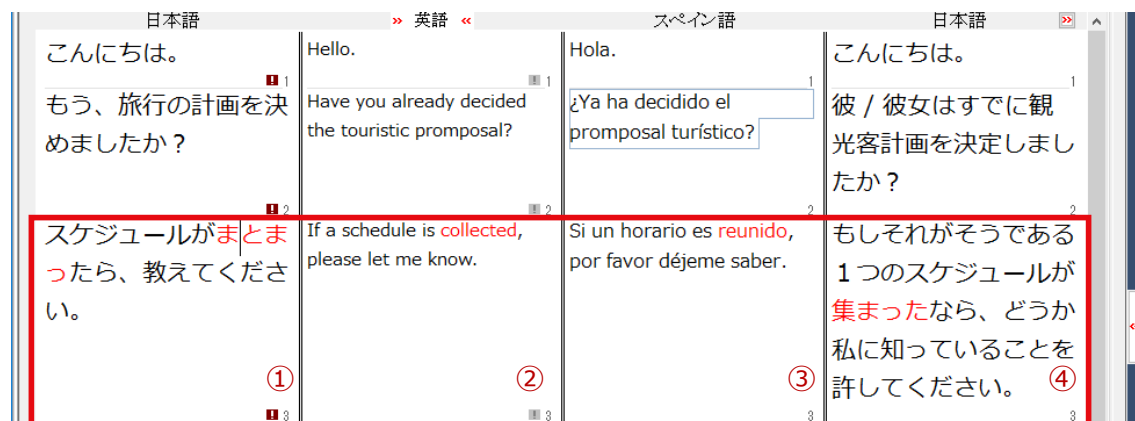 日本語
» 英語 «
スペイン語
日本語 »
こんにちは。
1
Hello.
1
Hola.
1
こんにちは。
1
もう、旅行の計画を決
めましたか？
2
Have you already decided
the touristic promposal?
2
¿Ya ha decidido el
promposal turístico?
2
彼 / 彼女はすでに観
光客計画を決定しまし
たか？
2
スケジュールがまとま
ったら、教えてくださ
い。
①
3
If a schedule is collected,
please let me know.
②
3
Si un horario es reunido,
por favor déjeme saber.
③
3
もしそれがそうである
１つのスケジュールが
集まったなら、どうか
私に知っていることを
許してください。
④
3
«